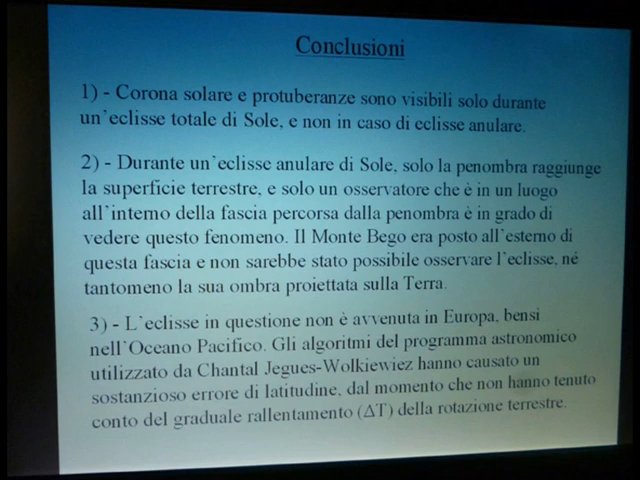 Conclusioni
1) - Corona solare e protuberanze sono visibili solo durante
un'eclisse totale di Sole, e non in caso di eclisse anulare.
2) - Durante un'eclisse anulare di Sole, solo la penombra raggiunge
la superficie terrestre, e solo un osservatore che è in un luogo
all'interno della fascia percorsa dalla penombra è in grado di
vedere questo fenomeno. Il Monte Bego era posto all'esterno di
questa fascia e non sarebbe stato possibile osservare l'eclisse, né
tantomeno la sua ombra proiettata sulla Terra.
3) - L'eclisse in questione non è avvenuta in Europa, bensi
nell'Oceano Pacifico. Gli algoritmi del programma astronomico
utilizzato da Chantal Jegues-Wolkiewiez hanno causato un
sostanzioso errore di latitudine, dal momento che non hanno tenuto
conto del graduale rallentamento (ΔT) della rotazione terrestre.